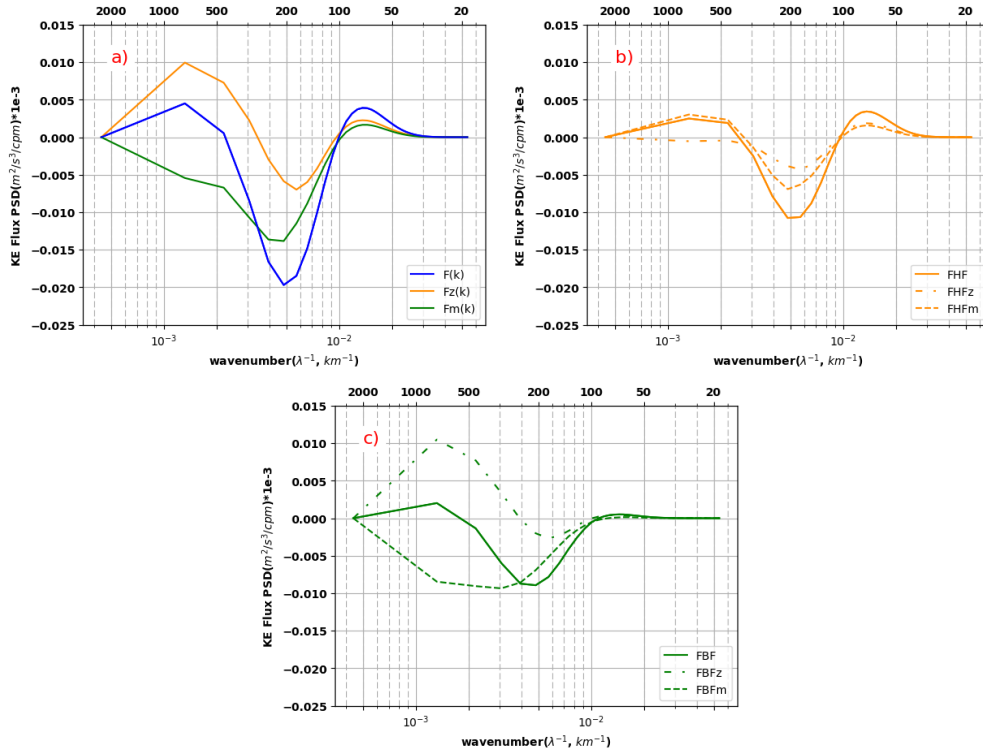 2000 1000 500 200 100 50 20
0.015
0.010
0.005
0.000
−0.005
−0.010
−0.015
−0.020
−0.025
KE Flux PSD(m²/s³/cpm)*1e-3
a)
F(k)
Fz(k)
Fm(k)
10⁻³ 10⁻²
wavenumber(λ⁻¹, km⁻¹)
2000 1000 500 200 100 50 20
0.015
0.010
0.005
0.000
−0.005
−0.010
−0.015
−0.020
−0.025
KE Flux PSD(m²/s³/cpm)*1e-3
b)
FHF
FHFz
FHFm
10⁻³ 10⁻²
wavenumber(λ⁻¹, km⁻¹)
2000 1000 500 200 100 50 20
0.015
0.010
0.005
0.000
−0.005
−0.010
−0.015
−0.020
−0.025
KE Flux PSD(m²/s³/cpm)*1e-3
c)
FBF
FBFz
FBFm
10⁻³ 10⁻²
wavenumber(λ⁻¹, km⁻¹)